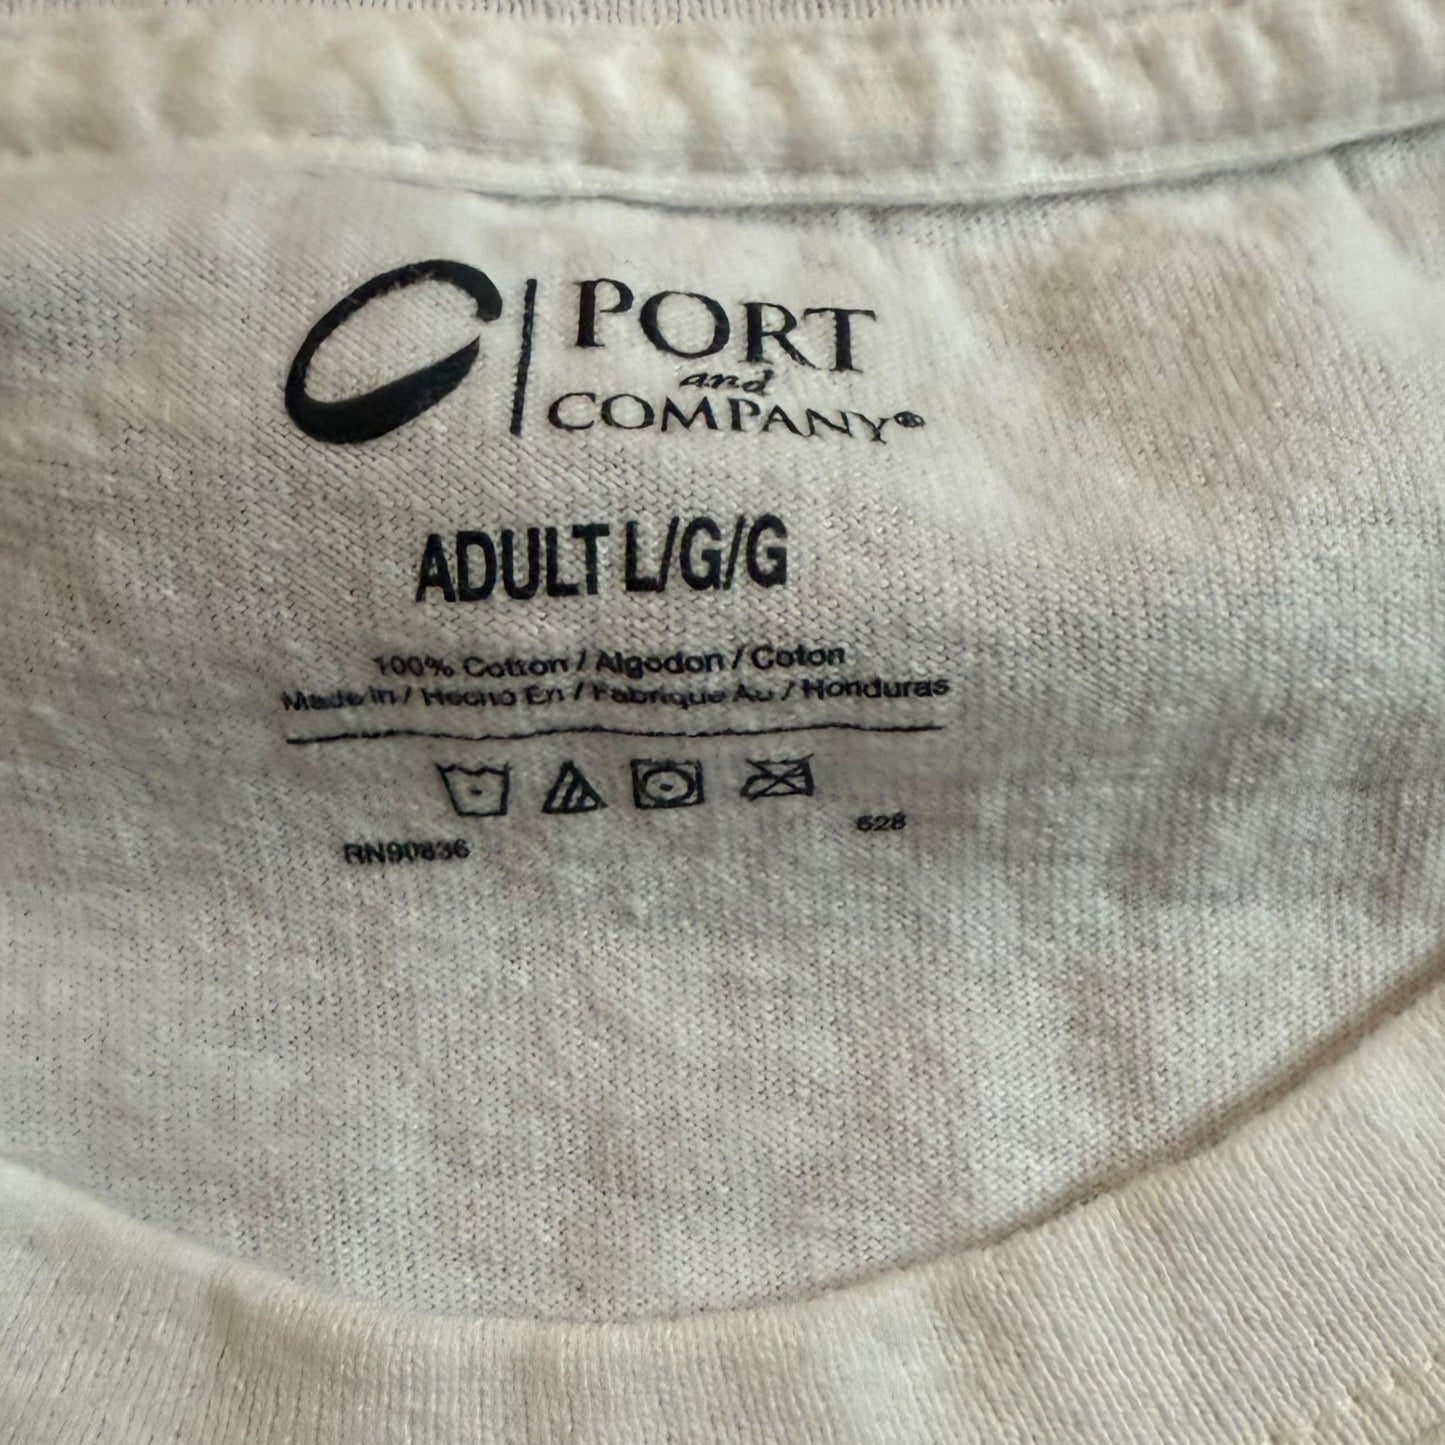 PORT
and
COMPANY®
ADULT L/G/G
100% Cotton / Algodon / Coton
Made in / Hecho En / Fabrique Au / Honduras
628
RN90836